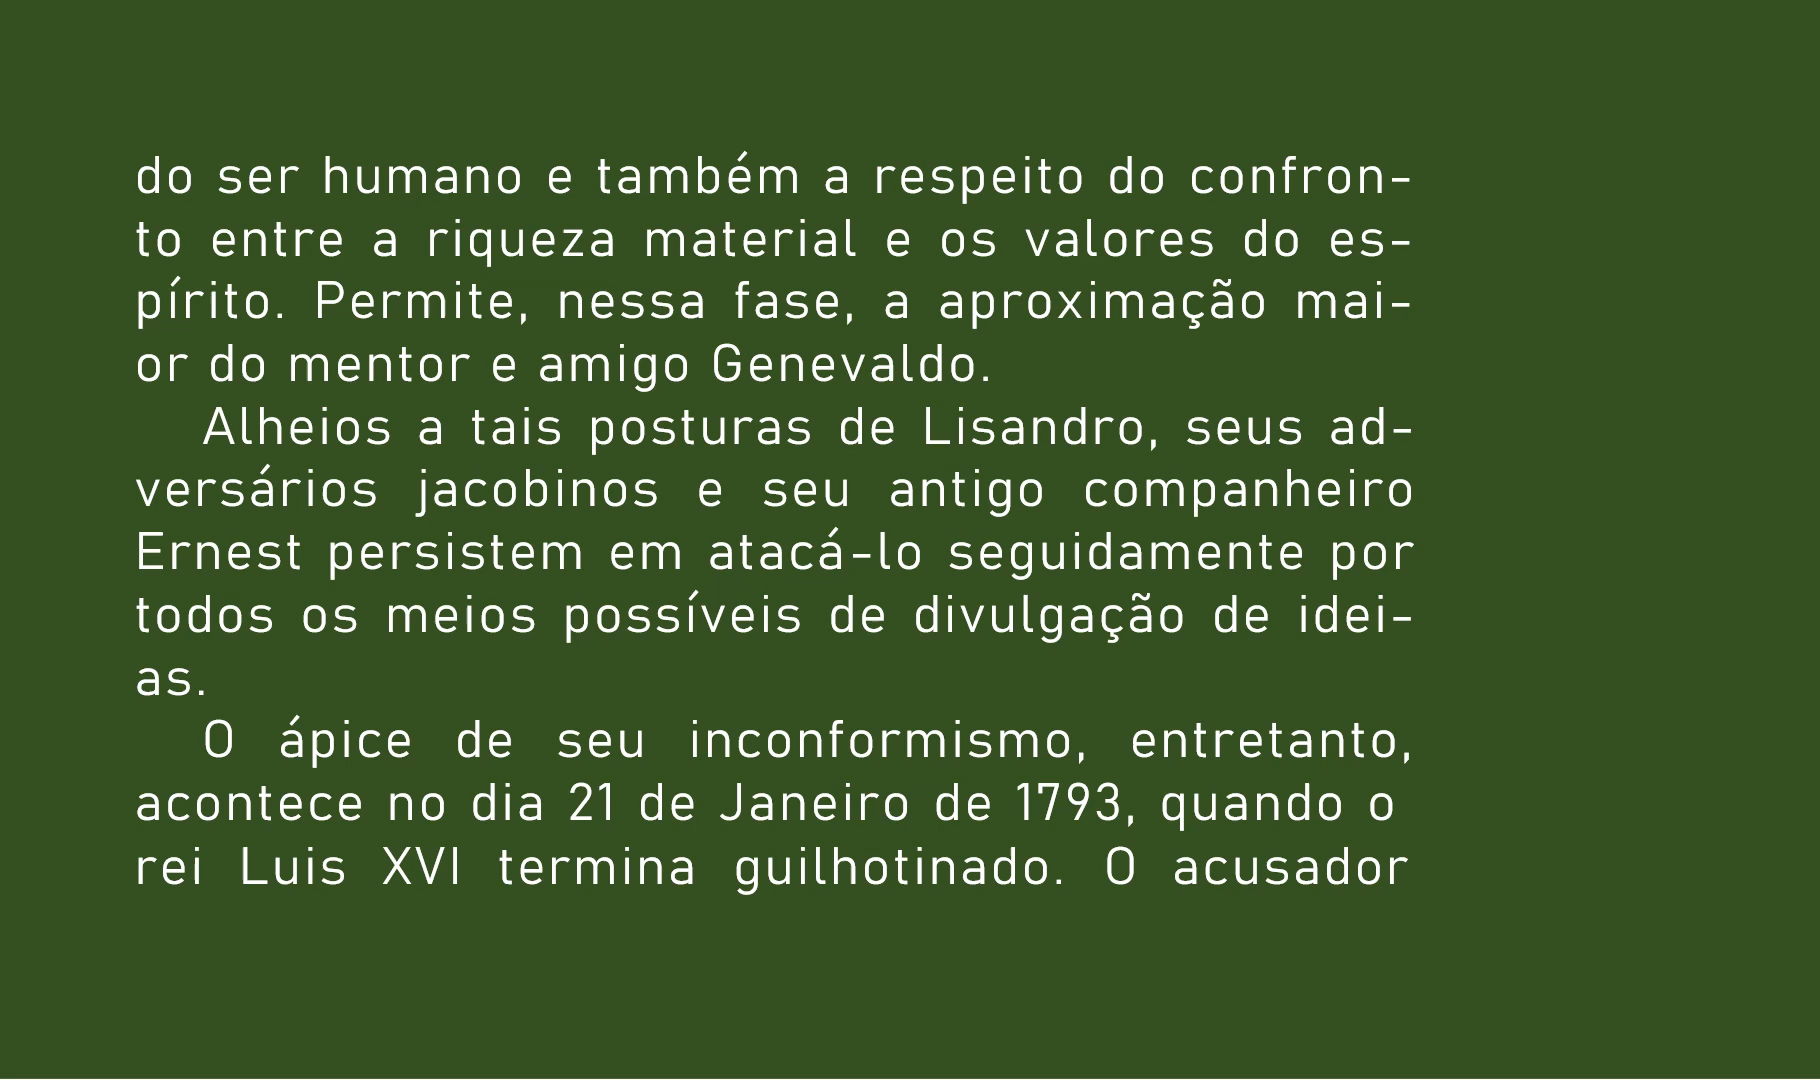 do ser humano e também a respeito do confron-
to entre a riqueza material e os valores do es-
pírito. Permite, nessa fase, a aproximação mai-
or do mentor e amigo Genevaldo.
Alheios a tais posturas de Lisandro, seus ad-
versários jacobinos e seu antigo companheiro
Ernest persistem em atacá-lo seguidamente por
todos os meios possíveis de divulgação de idei-
as.
O ápice de seu inconformismo, entretanto,
acontece no dia 21 de Janeiro de 1793, quando o
rei Luis XVI termina guilhotinado. O acusador